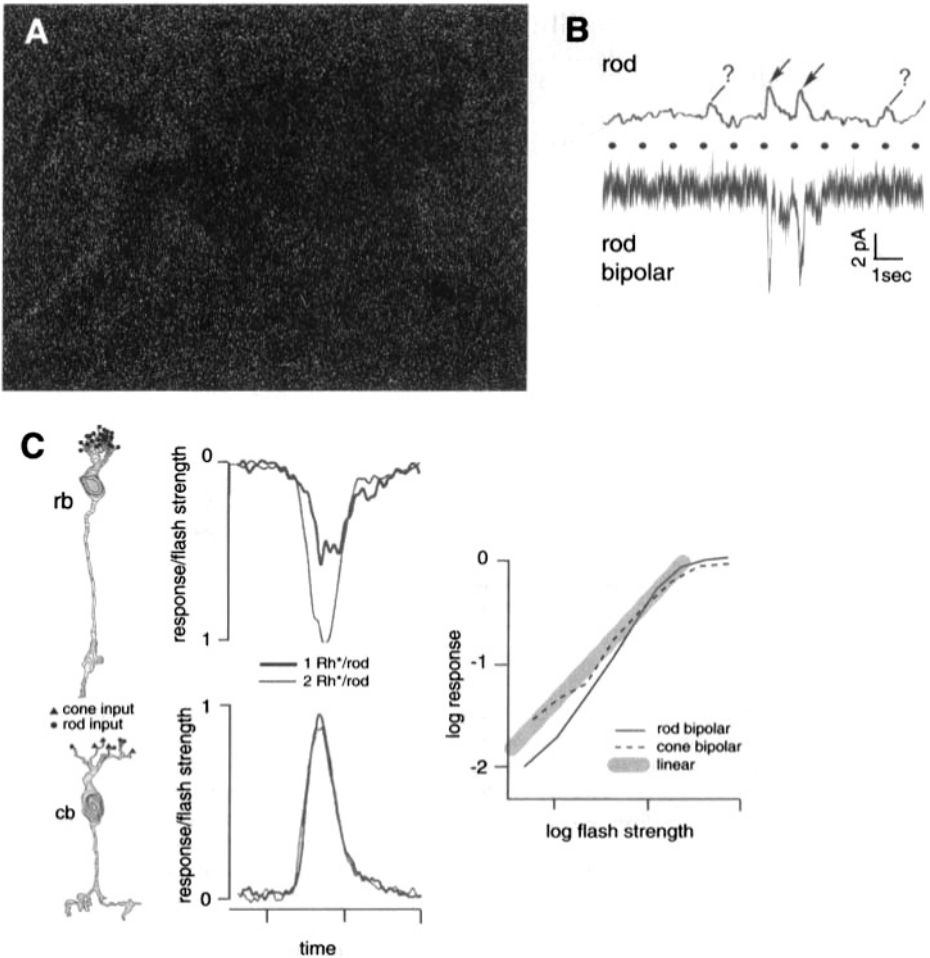 A
B
rod
?
?
rod
bipolar
2 pA
1sec
C
rb
▲ cone input
● rod input
cb
response/flash strength
0
1
1 Rh*/rod
2 Rh*/rod
response/flash strength
1
0
time
log response
0
-1
-2
rod bipolar
cone bipolar
linear
log flash strength